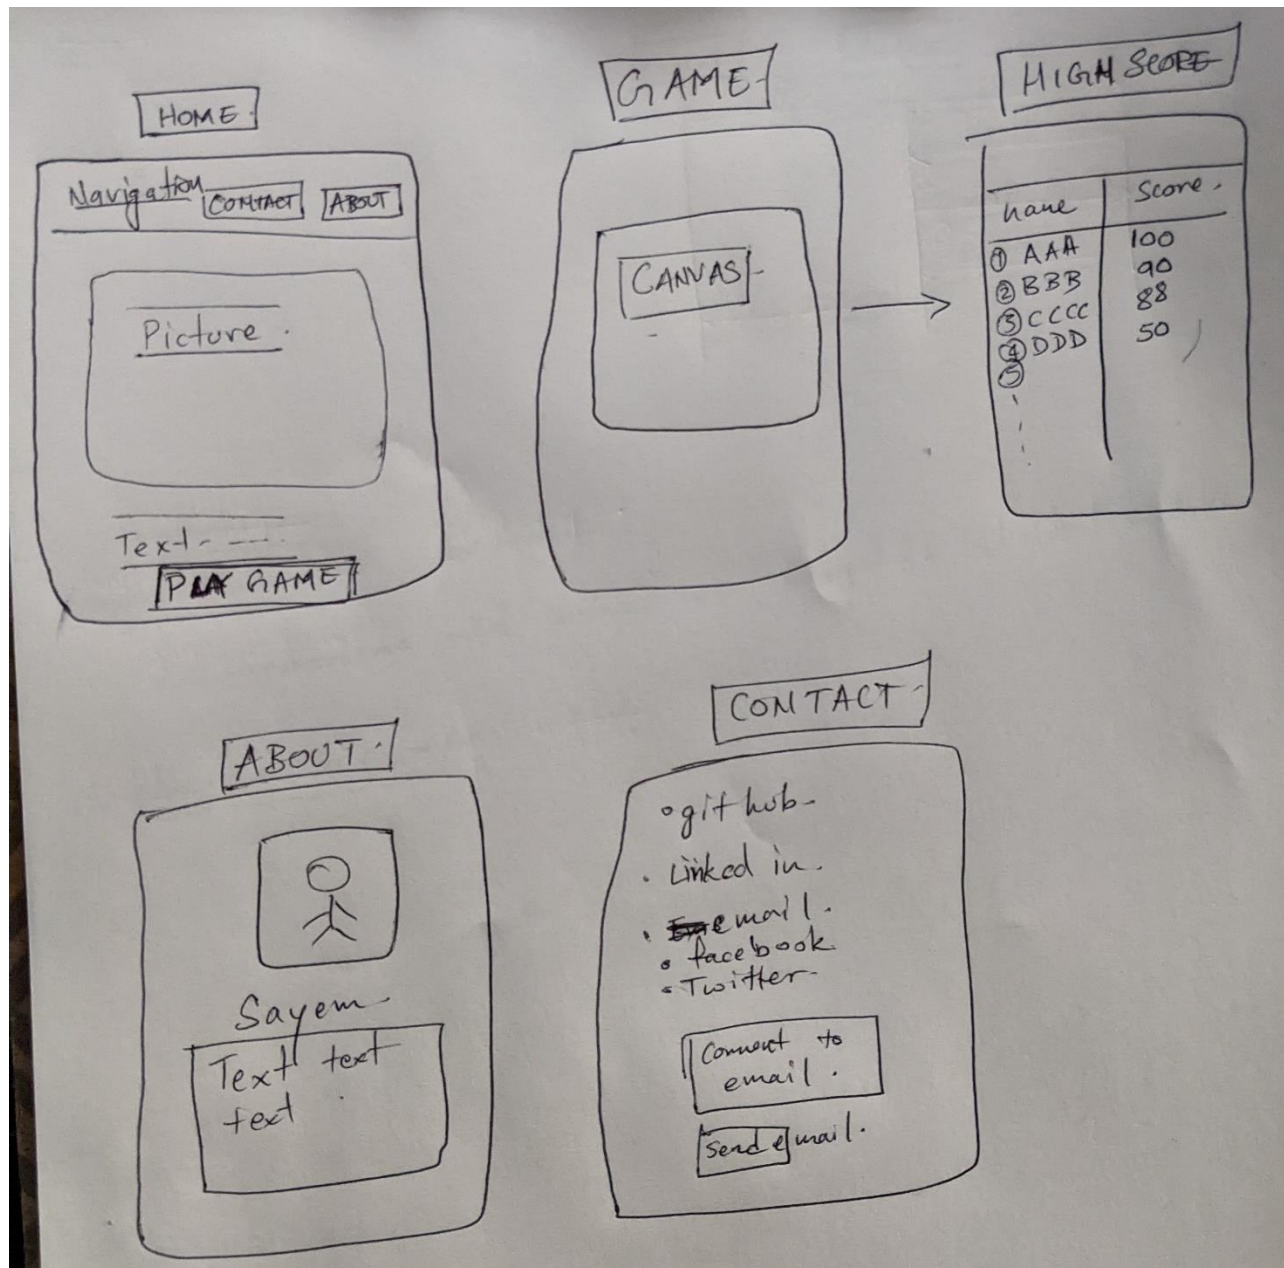 HOME
Navigation CONTACT ABOUT
Picture
Text
PLAY GAME
GAME
CANVAS
HIGH SCORE
name Score
① AAA 100
② BBB 90
③ CCCC 88
④ DDD 50
⑤
ABOUT
Sayem
Text text
text
CONTACT
github
Linked in
email
facebook
Twitter
to
email
Send email